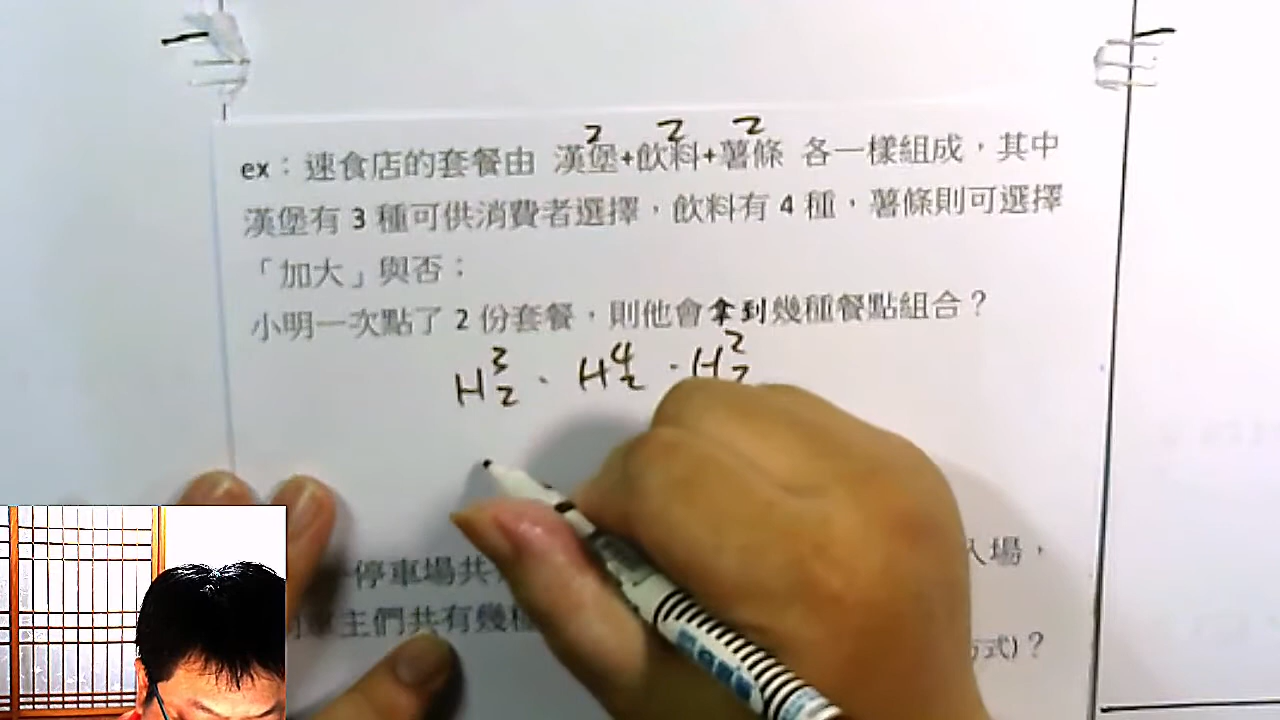 2 2 2
ex：速食店的套餐由 漢堡+飲料+薯條 各一樣組成，其中
漢堡有 3 種可供消費者選擇，飲料有 4 種，薯條則可選擇
「加大」與否：
小明一次點了 2 份套餐，則他會拿到幾種餐點組合？
H³₂ · H⁴₂ · H²₂
停車場共 入場，
主們共有幾種 方式)？